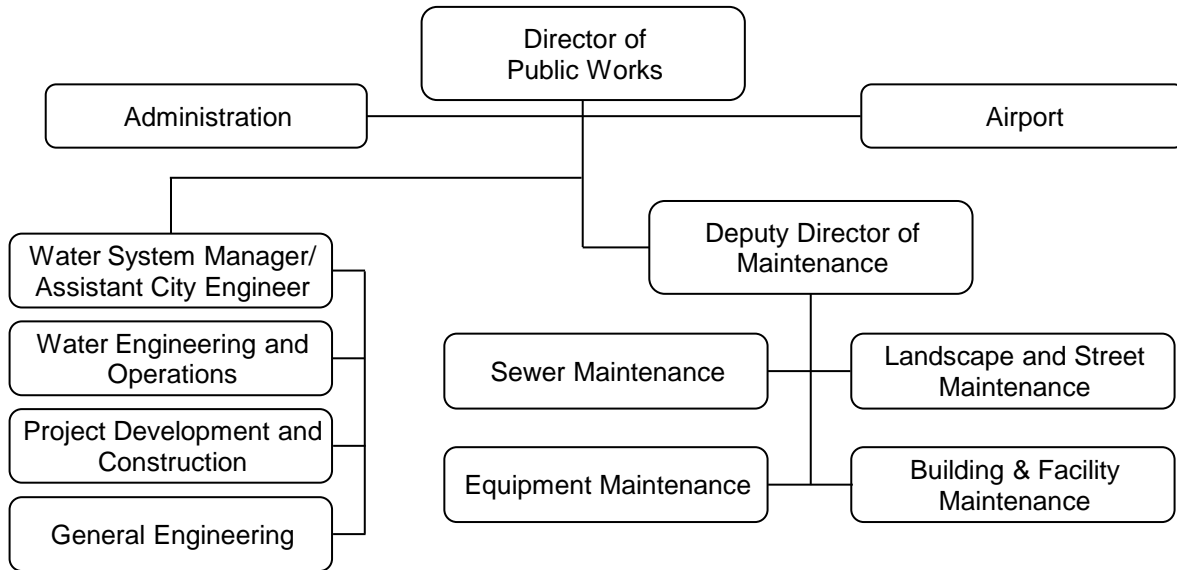 Director of
Public Works
Administration
Airport
Water System Manager/
Assistant City Engineer
Water Engineering and
Operations
Project Development and
Construction
General Engineering
Deputy Director of
Maintenance
Sewer Maintenance
Landscape and Street
Maintenance
Equipment Maintenance
Building & Facility
Maintenance